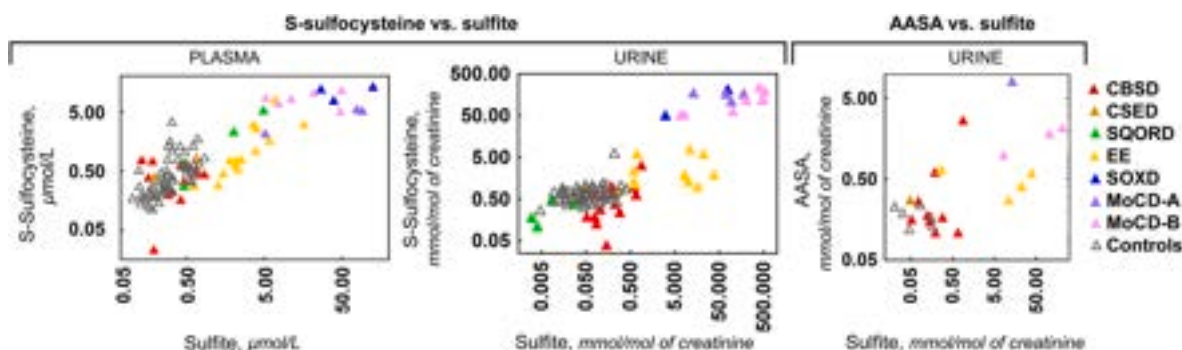 S-sulfocysteine vs. sulfite
AASA vs. sulfite
PLASMA
URINE
URINE
S-Sulfocysteine,
µmol/L
5.00
0.50
0.05
0.05
0.50
5.00
50.00
Sulfite, µmol/L
S-Sulfocysteine,
mmol/mol of creatinine
500.00
50.00
5.00
0.50
0.05
0.005
0.050
0.500
5.000
50.000
500.000
Sulfite, mmol/mol of creatinine
AASA,
mmol/mol of creatinine
5.00
0.50
0.05
0.05
0.50
5.00
50.00
Sulfite, mmol/mol of creatinine
CBSD
CSED
SQORD
EE
SOXD
MoCD-A
MoCD-B
Controls